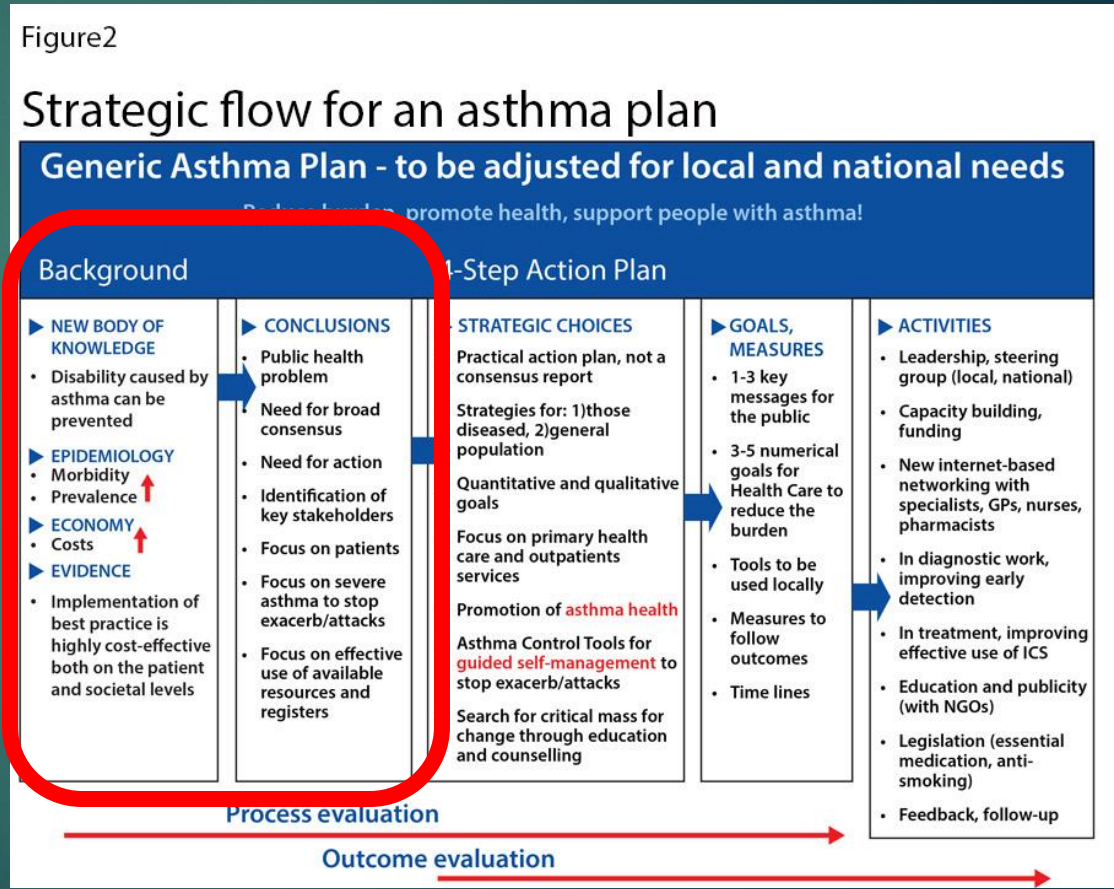 Figure2
Strategic flow for an asthma plan
Generic Asthma Plan - to be adjusted for local and national needs
promote health, support people with asthma!
Background
4-Step Action Plan
NEW BODY OF
KNOWLEDGE
• Disability caused by
asthma can be
prevented
EPIDEMIOLOGY
• Morbidity
• Prevalence
ECONOMY
• Costs
EVIDENCE
• Implementation of
best practice is
highly cost-effective
both on the patient
and societal levels
CONCLUSIONS
• Public health
problem
• Need for broad
consensus
• Need for action
• Identification of
key stakeholders
• Focus on patients
• Focus on severe
asthma to stop
exacerb/attacks
• Focus on effective
use of available
resources and
registers
STRATEGIC CHOICES
Practical action plan, not a
consensus report
Strategies for: 1)those
diseased, 2)general
population
Quantitative and qualitative
goals
Focus on primary health
care and outpatients
services
Promotion of asthma health
Asthma Control Tools for
guided self-management to
stop exacerb/attacks
Search for critical mass for
change through education
and counselling
GOALS,
MEASURES
• 1-3 key
messages for
the public
• 3-5 numerical
goals for
Health Care to
reduce the
burden
• Tools to be
used locally
• Measures to
follow
outcomes
• Time lines
ACTIVITIES
• Leadership, steering
group (local, national)
• Capacity building,
funding
• New internet-based
networking with
specialists, GPs, nurses,
pharmacists
• In diagnostic work,
improving early
detection
• In treatment, improving
effective use of ICS
• Education and publicity
(with NGOs)
• Legislation (essential
medication, anti-
smoking)
• Feedback, follow-up
Process evaluation
Outcome evaluation